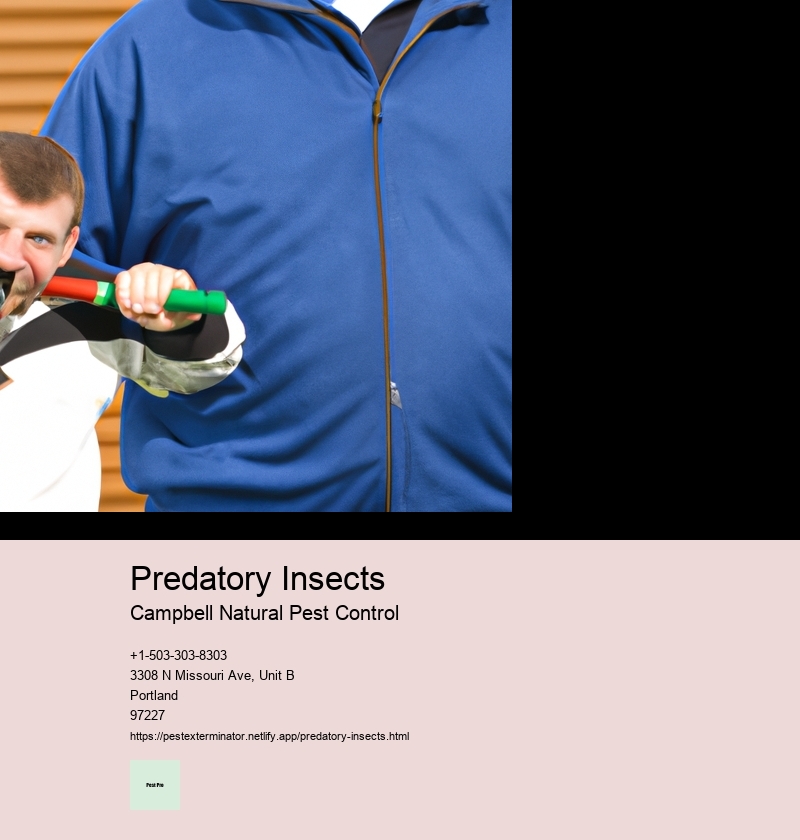 Predatory Insects
Campbell Natural Pest Control
+1-503-303-8303
3308 N Missouri Ave, Unit B
Portland
97227
https://pestexterminator.netlify.app/predatory-insects.html
Pest Pro